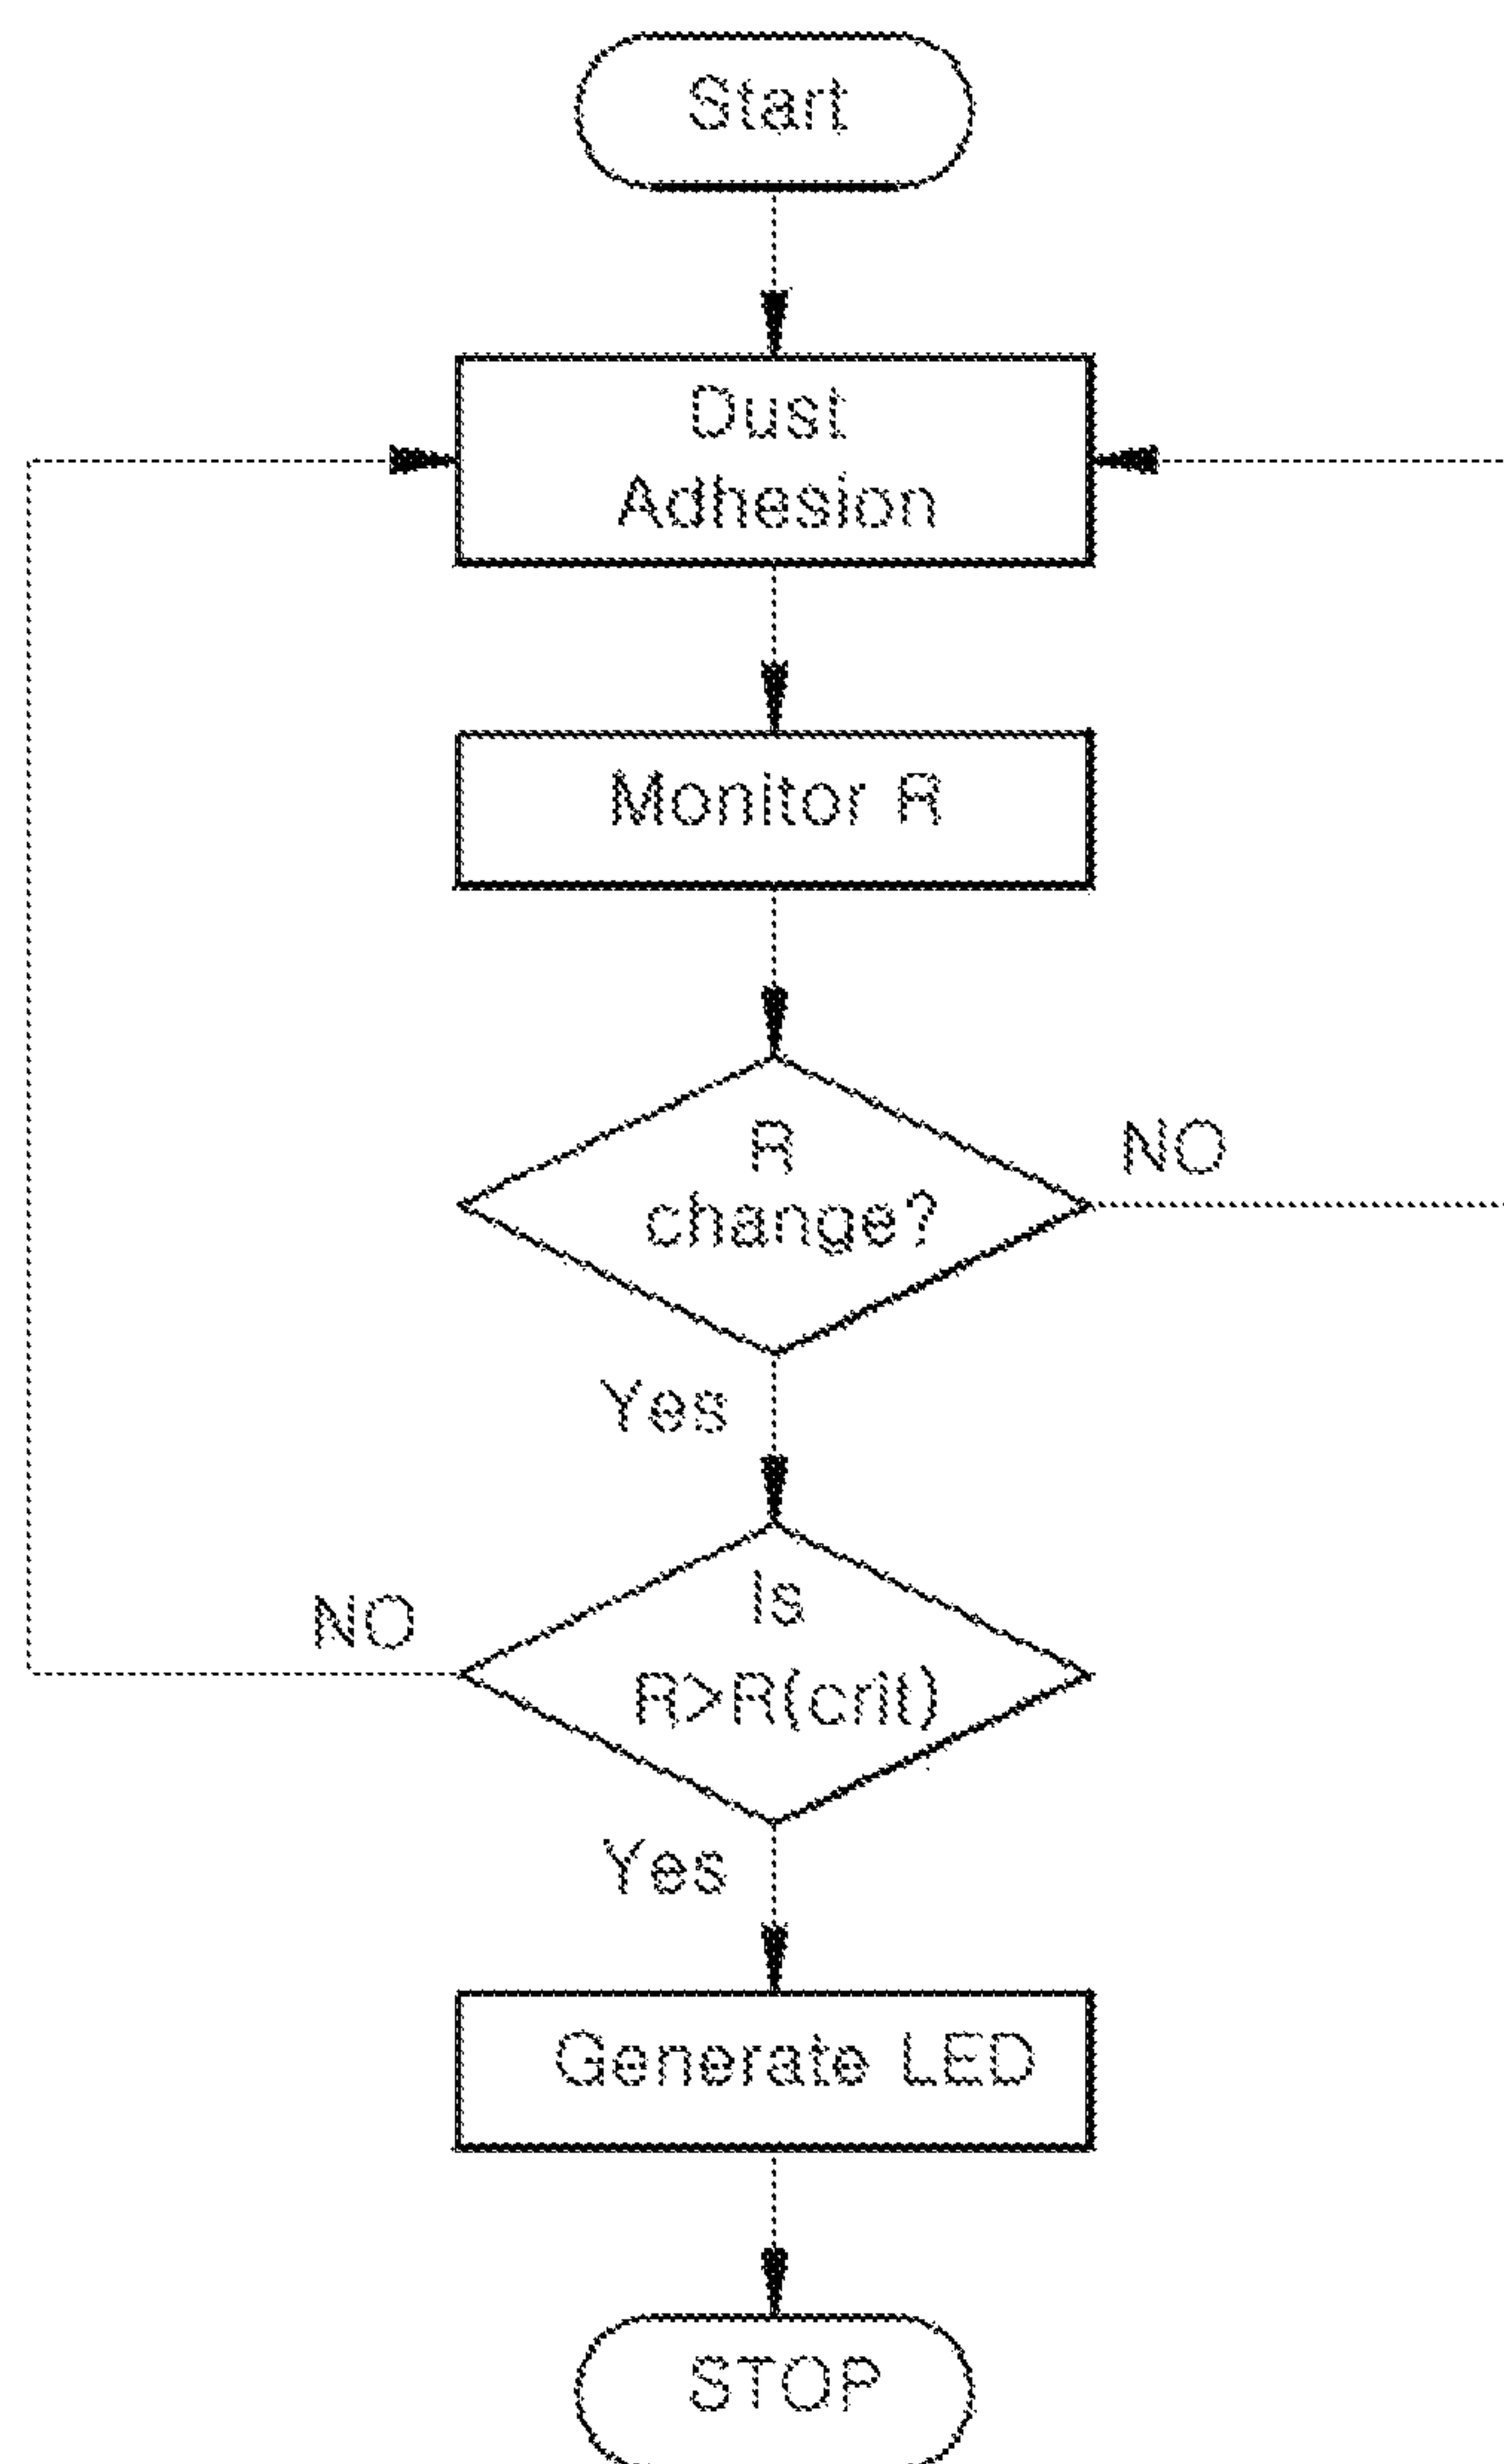 Start
Dust
Adhesion
Monitor R
R
change?
NO
Yes
Is
R>R(crit)
NO
Yes
Generate LED
STOP